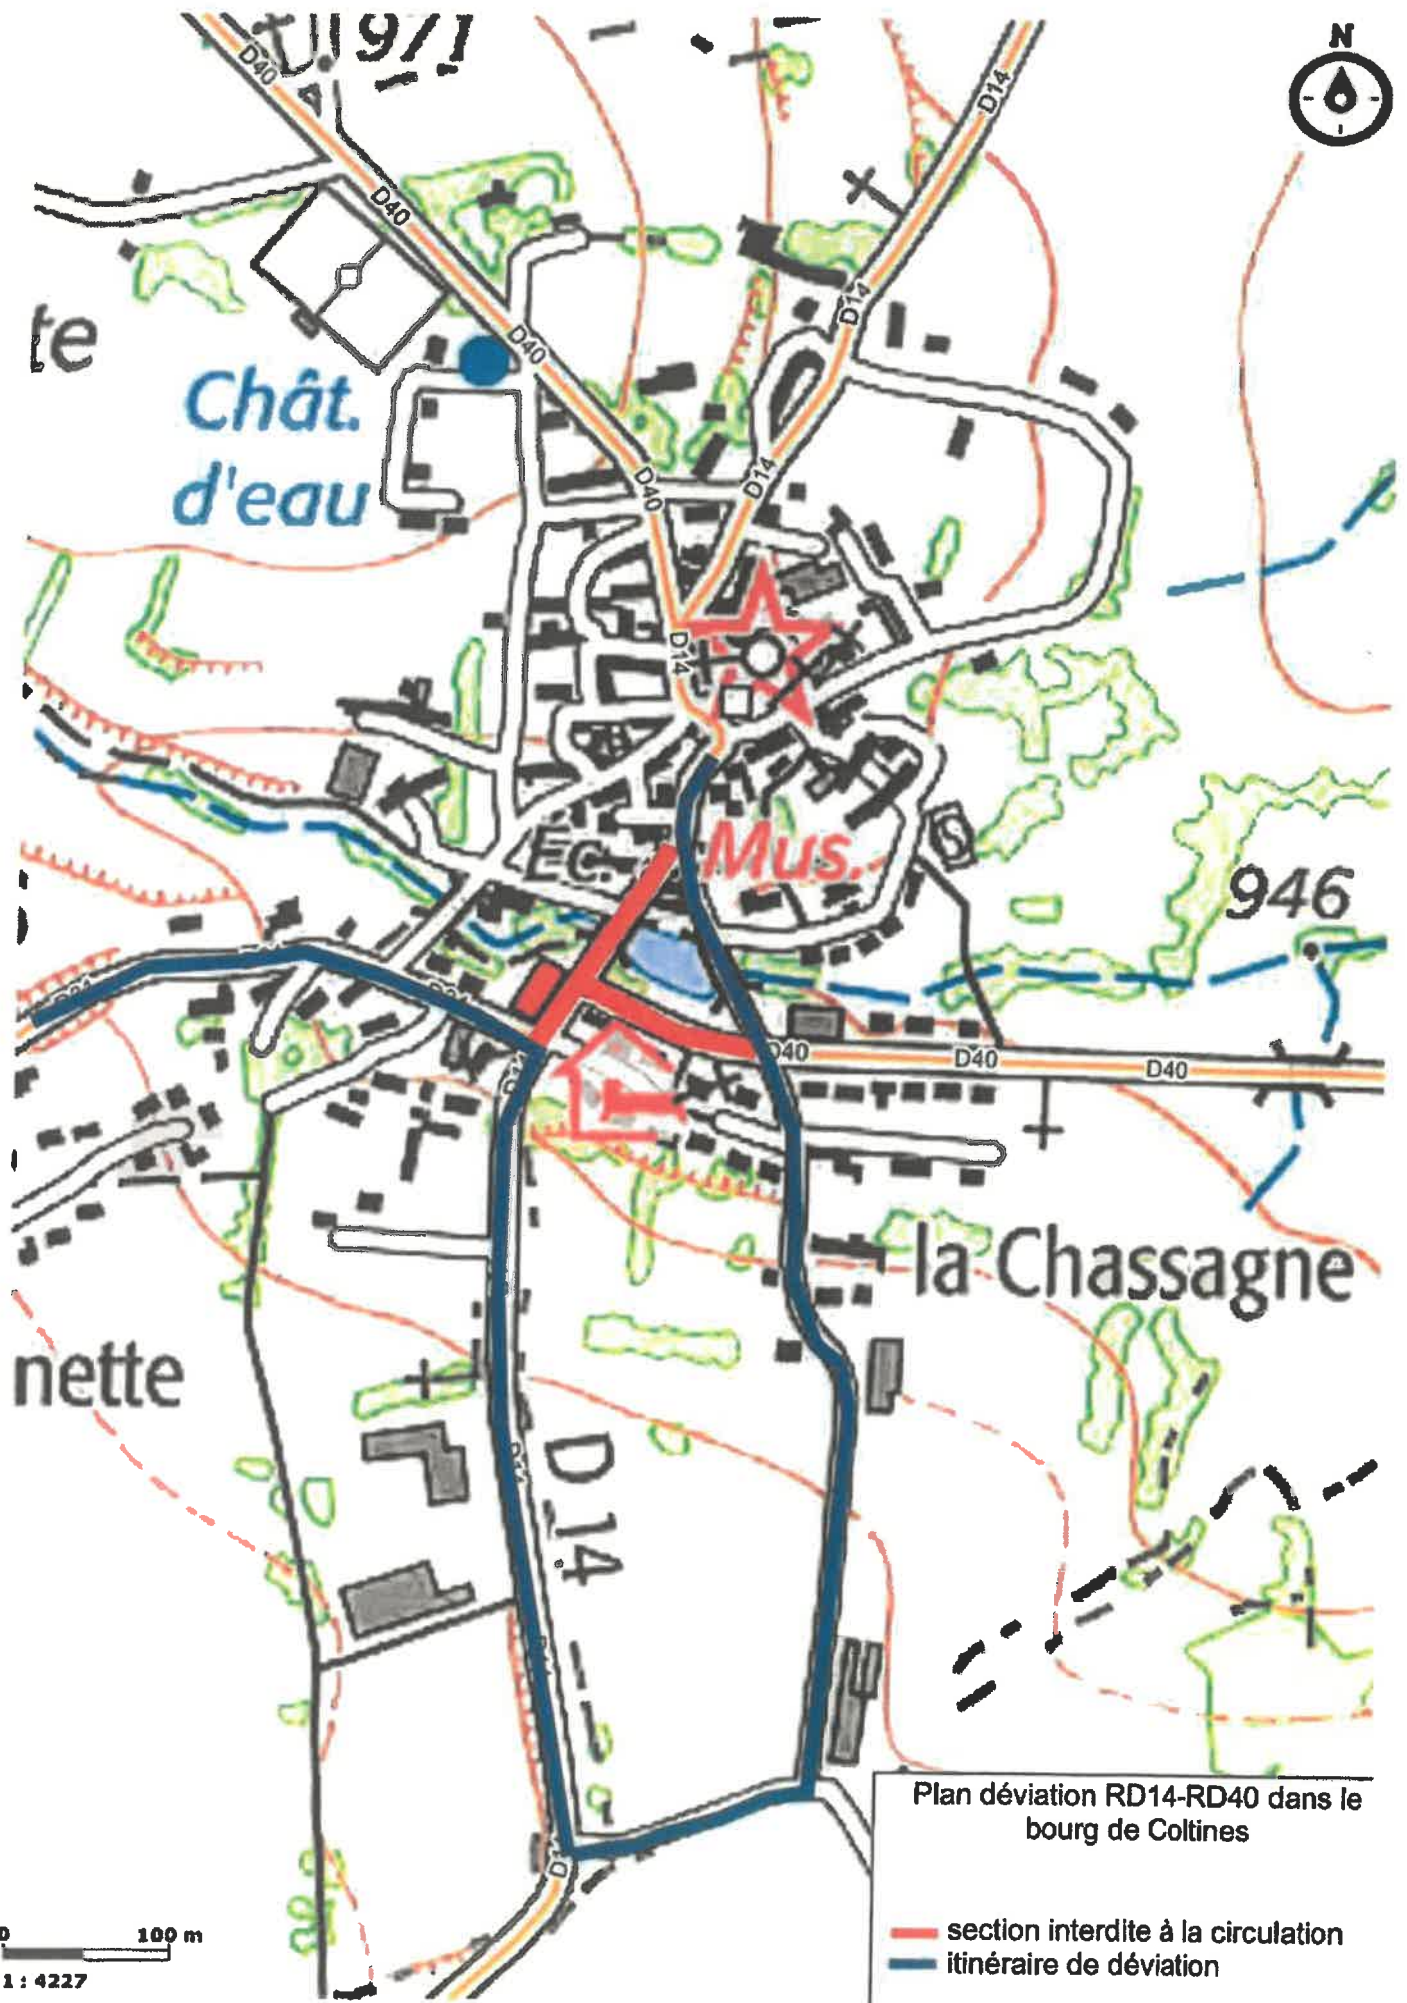 971
N
D40
D14
D40
te
D14
D40
Chât.
d'eau
D40
D14
D14
Ec.
Mus.
946
D40
D40
D40
la Chassagne
nette
D 14
Plan déviation RD14-RD40 dans le
bourg de Coltines
section interdite à la circulation
itinéraire de déviation
0
100 m
1 : 4227